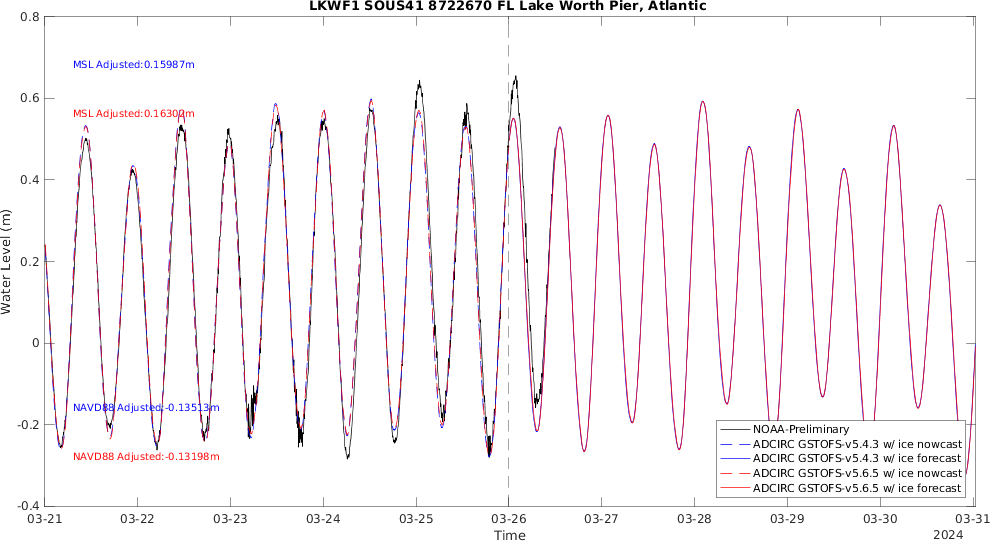 LKWF1 SOUS41 8722670 FL Lake Worth Pier, Atlantic
0.8
0.6
0.4
0.2
0
-0.2
-0.4
Water Level (m)
MSL Adjusted:0.15987m
MSL Adjusted:0.16302m
NAVD88 Adjusted:-0.13513m
NAVD88 Adjusted:-0.13198m
NOAA-Preliminary
ADCIRC GSTOFS-v5.4.3 w/ ice nowcast
ADCIRC GSTOFS-v5.4.3 w/ ice forecast
ADCIRC GSTOFS-v5.6.5 w/ ice nowcast
ADCIRC GSTOFS-v5.6.5 w/ ice forecast
03-21 03-22 03-23 03-24 03-25 03-26 03-27 03-28 03-29 03-30 03-31
Time
2024